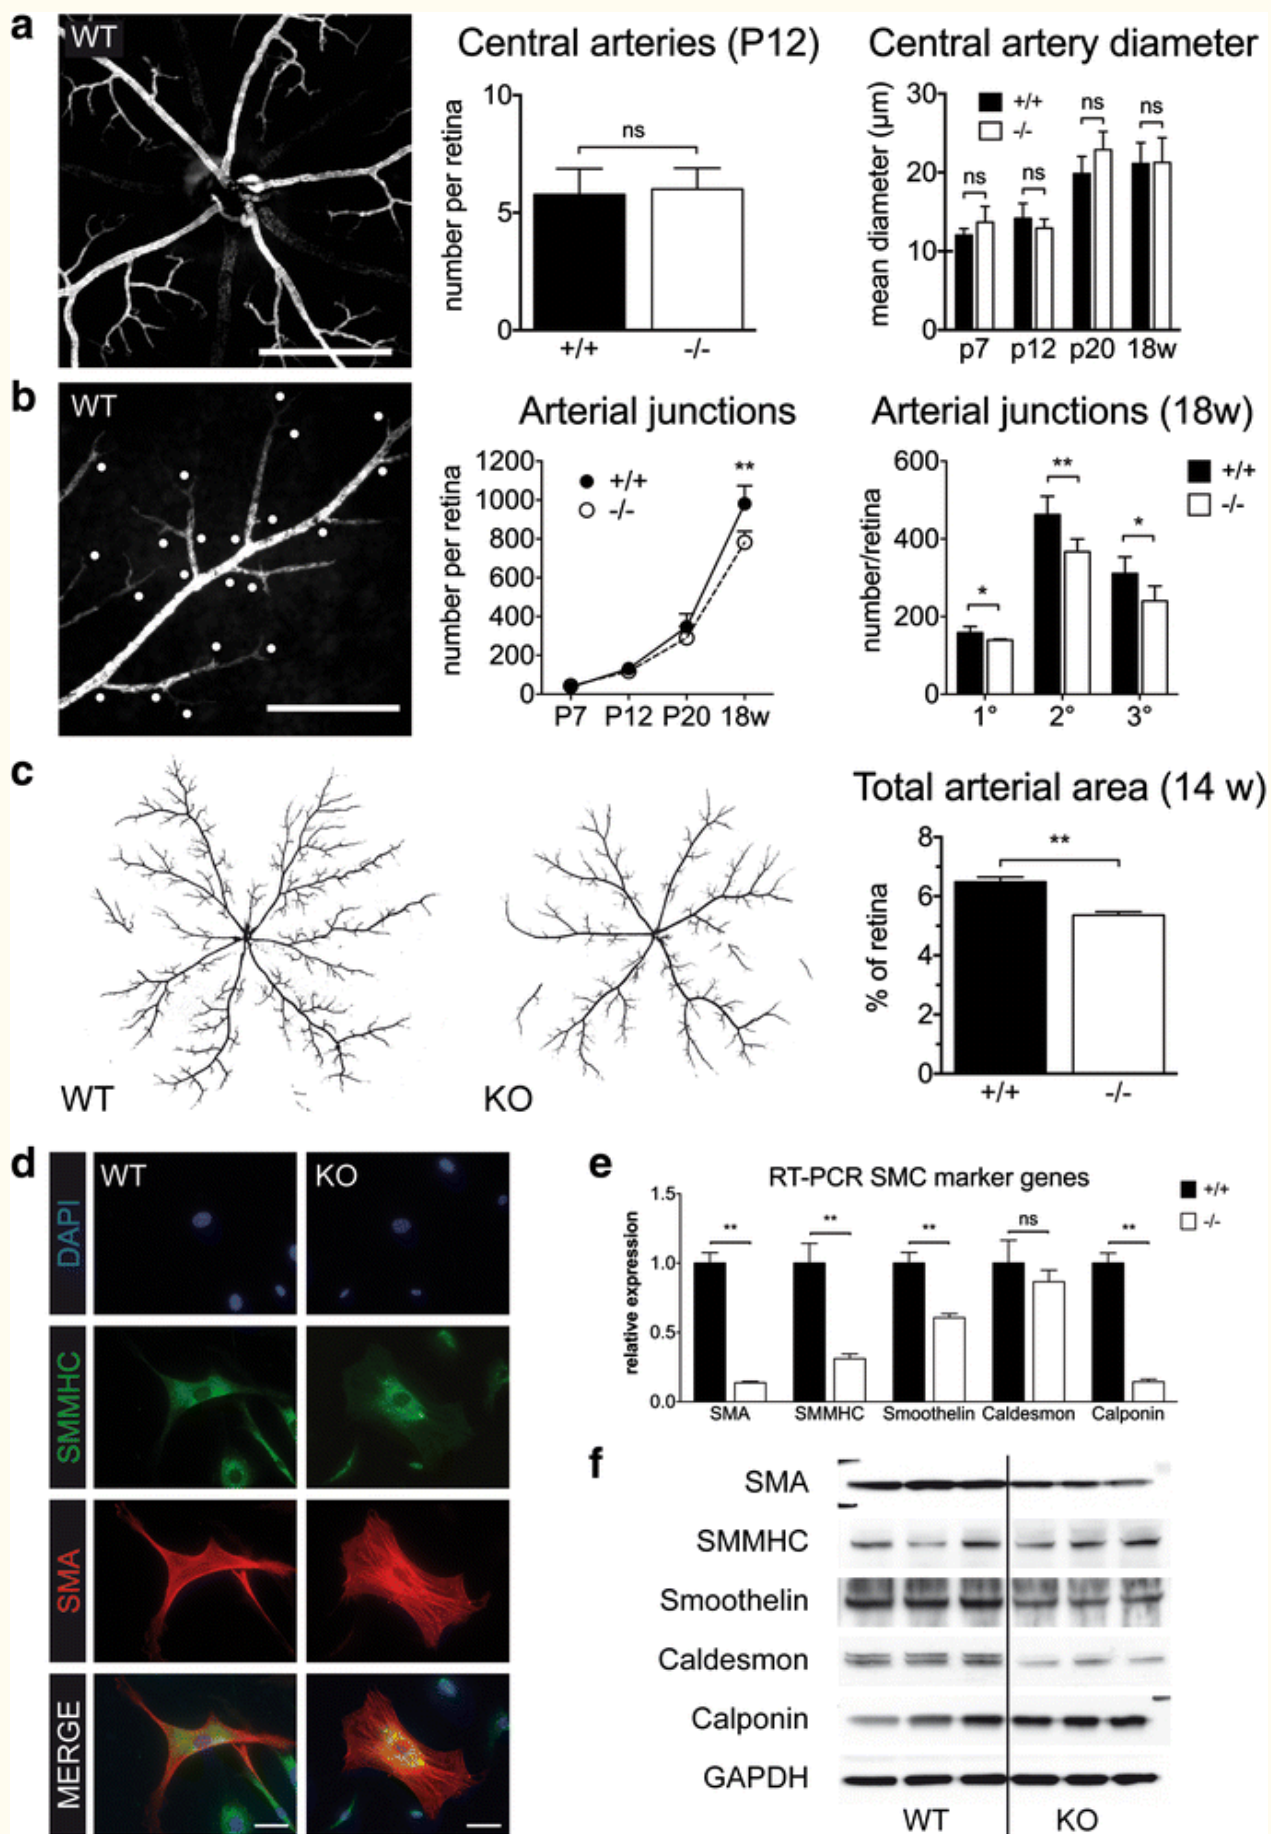 a
WT
Central arteries (P12)
number per retina
10
5
0
ns
+/+
-/-
Central artery diameter
mean diameter (µm)
30
20
10
0
+/+
-/-
ns
ns
ns
ns
p7 p12 p20 18w
b
WT
Arterial junctions
number per retina
1200
1000
800
600
400
200
0
+/+
-/-
**
P7 P12 P20 18w
Arterial junctions (18w)
number/retina
600
400
200
0
*
**
*
+/+
-/-
1° 2° 3°
c
WT
KO
Total arterial area (14 w)
% of retina
8
6
4
2
0
**
+/+
-/-
d
WT
KO
DAPI
SMMHC
SMA
MERGE
e
RT-PCR SMC marker genes
relative expression
1.5
1.0
0.5
0.0
**
**
**
ns
**
+/+
-/-
SMA SMMHC Smoothelin Caldesmon Calponin
f
SMA
SMMHC
Smoothelin
Caldesmon
Calponin
GAPDH
WT KO